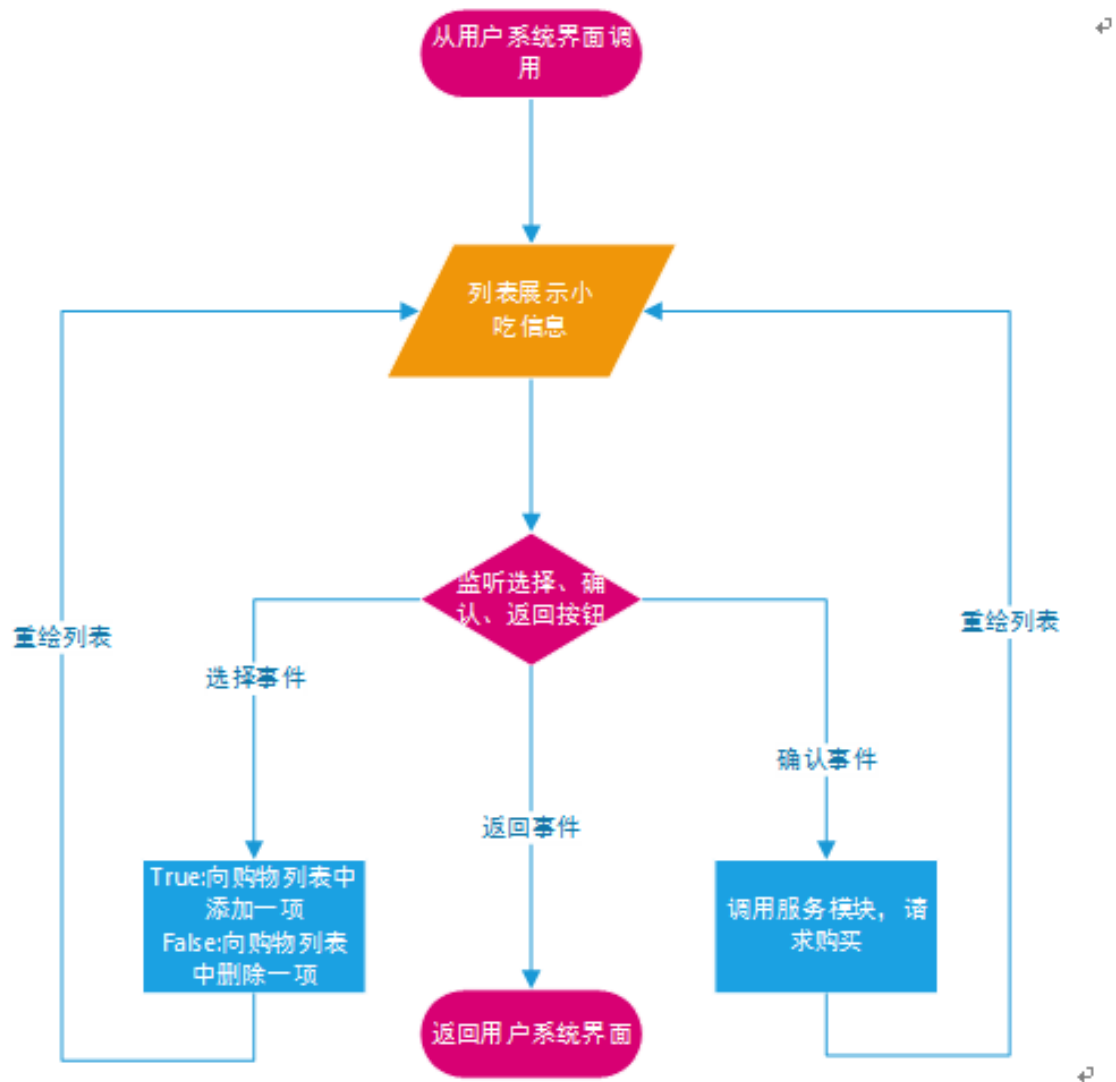 从用户系统界面调
用
列表展示小
吃信息
监听选择、确
认、返回按钮
重绘列表
重绘列表
选择事件
确认事件
返回事件
True:向购物列表中
添加一项
False:向购物列表
中删除一项
调用服务模块，请
求购买
返回用户系统界面